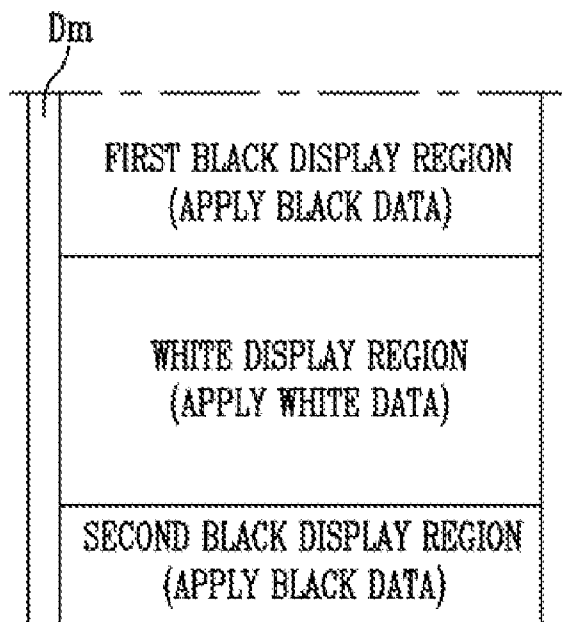 Dm
FIRST BLACK DISPLAY REGION
(APPLY BLACK DATA)
WHITE DISPLAY REGION
(APPLY WHITE DATA)
SECOND BLACK DISPLAY REGION
(APPLY BLACK DATA)